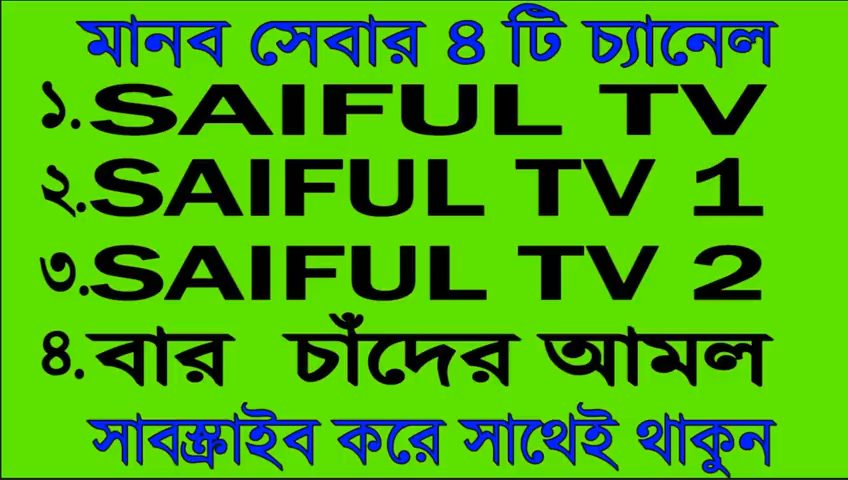 মানব সেবার ৪ টি চ্যানেল
১.SAIFUL TV
২.SAIFUL TV 1
৩.SAIFUL TV 2
৪.বার চাঁদের আমল
সাবস্ক্রাইব করে সাথেই থাকুন